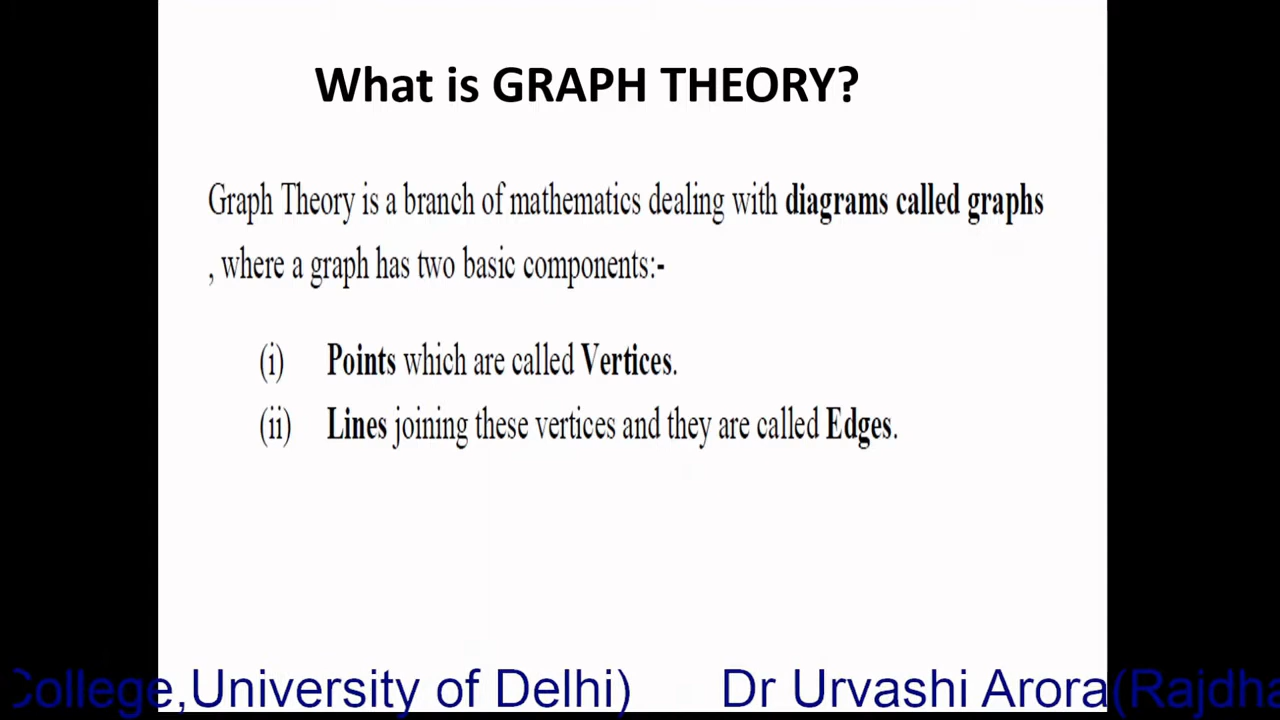 What is GRAPH THEORY?
Graph Theory is a branch of mathematics dealing with diagrams called graphs
, where a graph has two basic components:-
(i) Points which are called Vertices.
(ii) Lines joining these vertices and they are called Edges.
College,University of Delhi) Dr Urvashi Arora(Rajdha